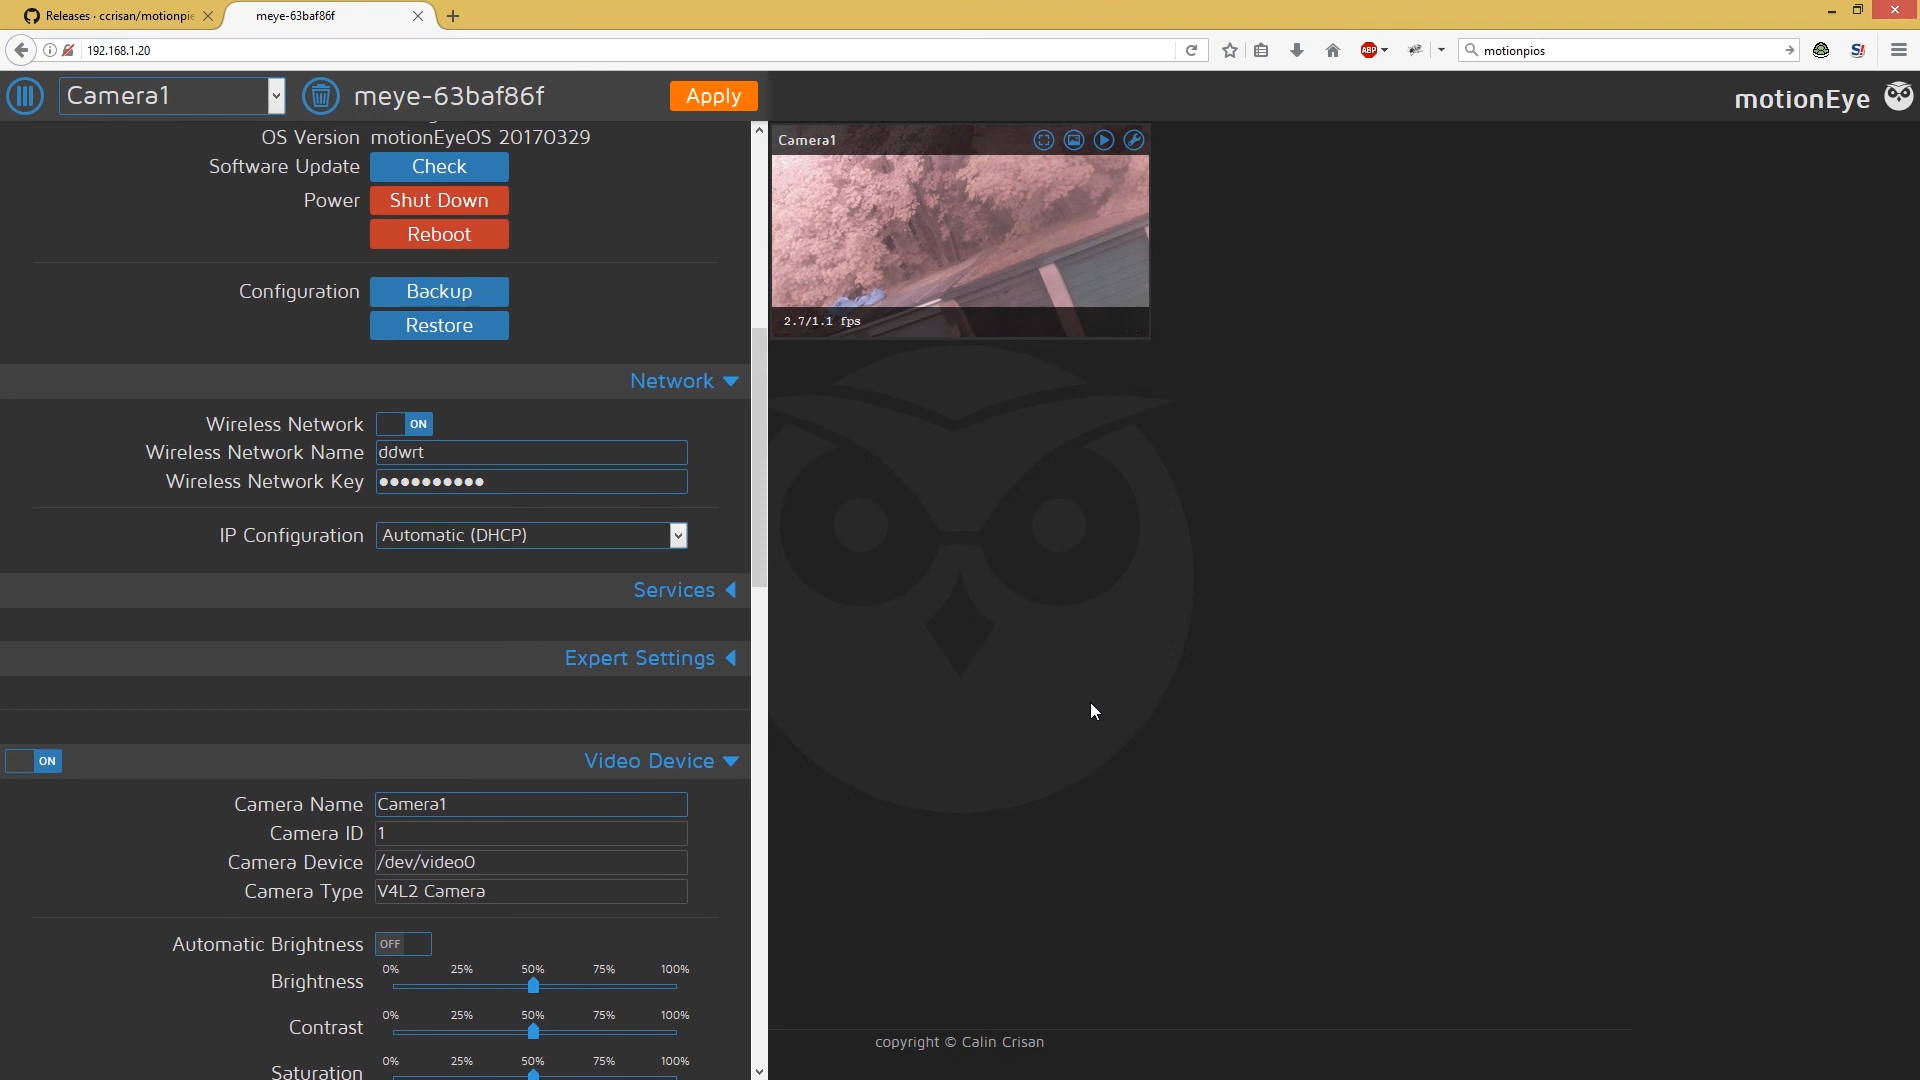 Releases · ccrisan/motionpie
meye-63baf86f
192.168.1.20
ABP
motionpios
Camera1
meye-63baf86f
Apply
motionEye
OS Version motionEyeOS 20170329
Software Update Check
Power Shut Down
Reboot
Configuration Backup
Restore
Network
Wireless Network ON
Wireless Network Name ddwrt
Wireless Network Key ●●●●●●●●●●
IP Configuration Automatic (DHCP)
Services
Expert Settings
ON Video Device
Camera Name Camera1
Camera ID 1
Camera Device /dev/video0
Camera Type V4L2 Camera
Automatic Brightness OFF
0% 25% 50% 75% 100%
Brightness
0% 25% 50% 75% 100%
Contrast
0% 25% 50% 75% 100%
Saturation
Camera1
2.7/1.1 fps
copyright © Calin Crisan